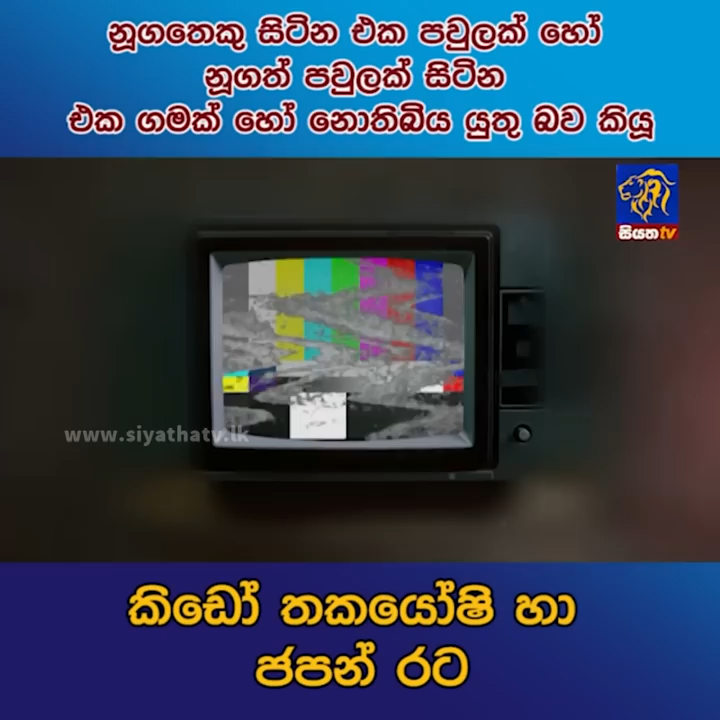 නූගතෙකු සිටින එක පවුලක් හෝ
නූගත් පවුලක් සිටින
එක ගමක් හෝ නොතිබිය යුතු බව කියූ
සියත tv
www.siyathatv.lk
කිඩෝ තකයෝෂි හා
ජපන් රට